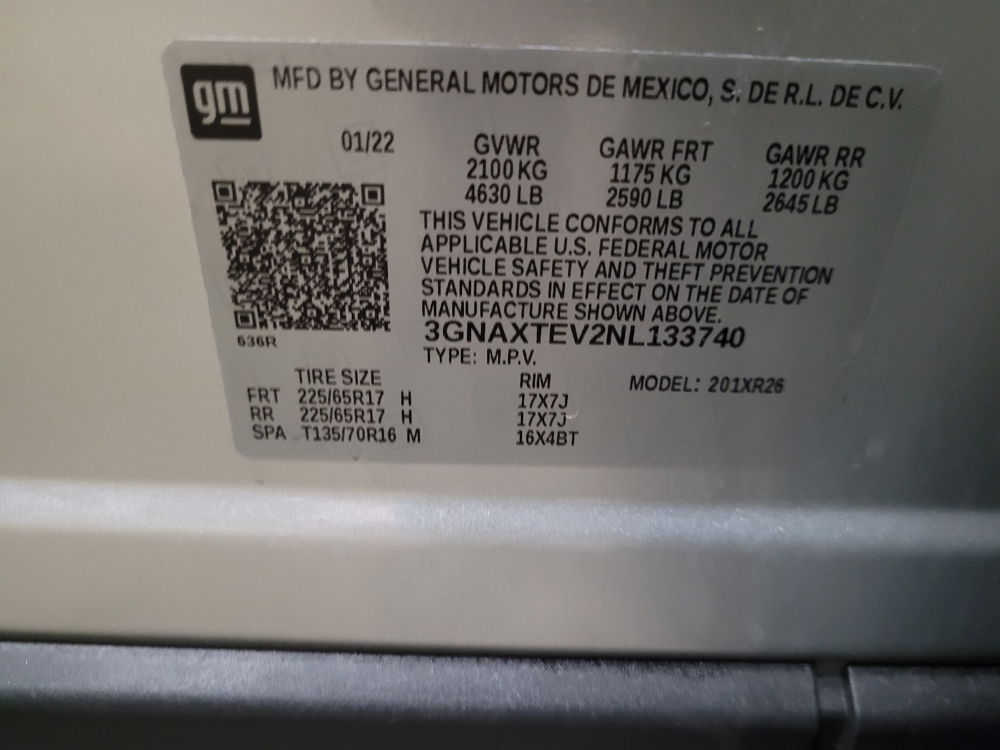 gm
MFD BY GENERAL MOTORS DE MEXICO, S. DE R.L. DE C.V.
01/22
GVWR GAWR FRT GAWR RR
2100 KG 1175 KG 1200 KG
4630 LB 2590 LB 2645 LB
THIS VEHICLE CONFORMS TO ALL
APPLICABLE U.S. FEDERAL MOTOR
VEHICLE SAFETY AND THEFT PREVENTION
STANDARDS IN EFFECT ON THE DATE OF
MANUFACTURE SHOWN ABOVE.
3GNAXTEV2NL133740
636R
TYPE: M.P.V.
TIRE SIZE RIM MODEL: 201XR26
FRT 225/65R17 H 17X7J
RR 225/65R17 H 17X7J
SPA T135/70R16 M 16X4BT